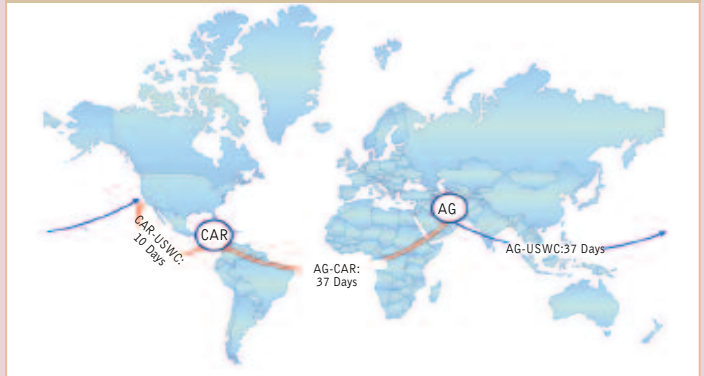 CAR-USWC:
10 Days
CAR
AG-CAR:
37 Days
AG
AG-USWC:37 Days